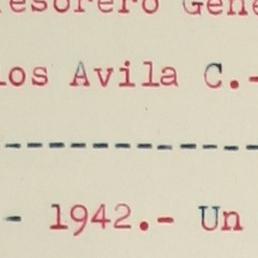 esorero Gene
los Avila C.-
------------
- 1942.- Un